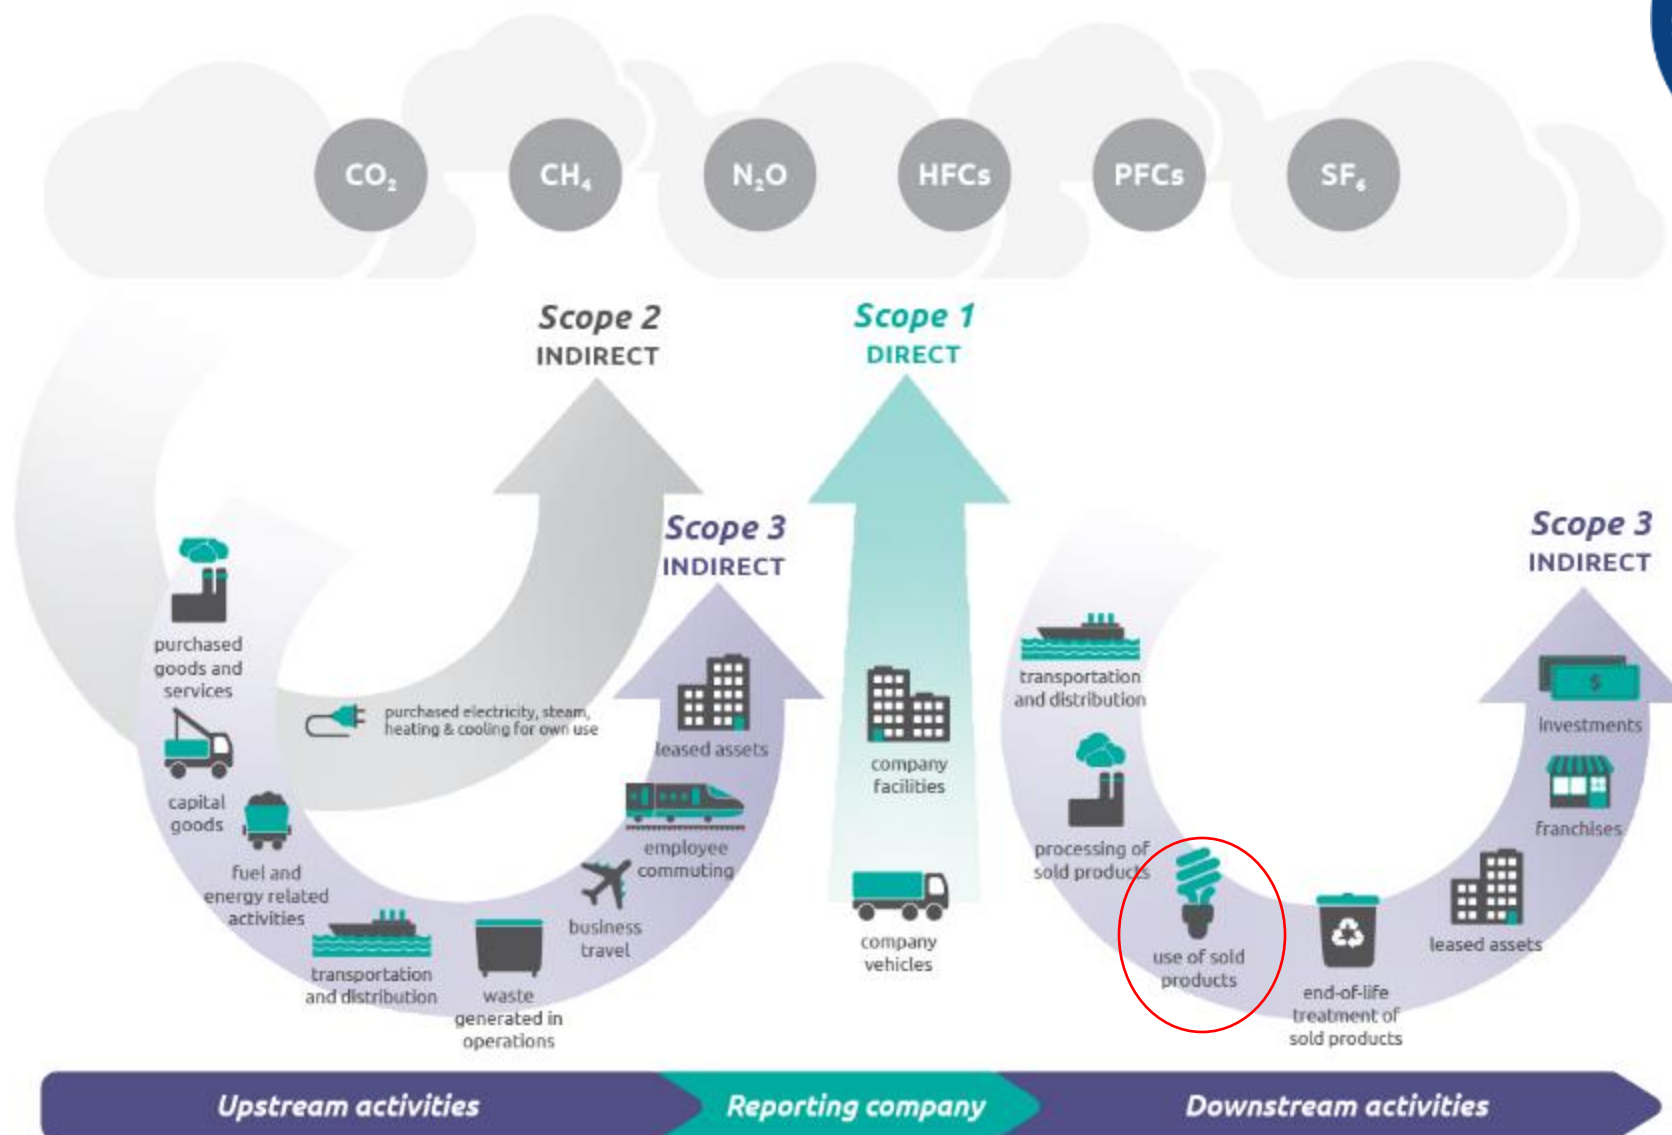 CO₂
CH₄
N₂O
HFCs
PFCs
SF₆
Scope 2
INDIRECT
Scope 1
DIRECT
Scope 3
INDIRECT
Scope 3
INDIRECT
purchased
goods and
services
capital
goods
fuel and
energy related
activities
purchased electricity, steam,
heating & cooling for own use
transportation
and distribution
waste
generated in
operations
business
travel
employee
commuting
leased assets
company
facilities
company
vehicles
transportation
and distribution
processing of
sold products
use of sold
products
end-of-life
treatment of
sold products
leased assets
franchises
$
investments
Upstream activities
Reporting company
Downstream activities